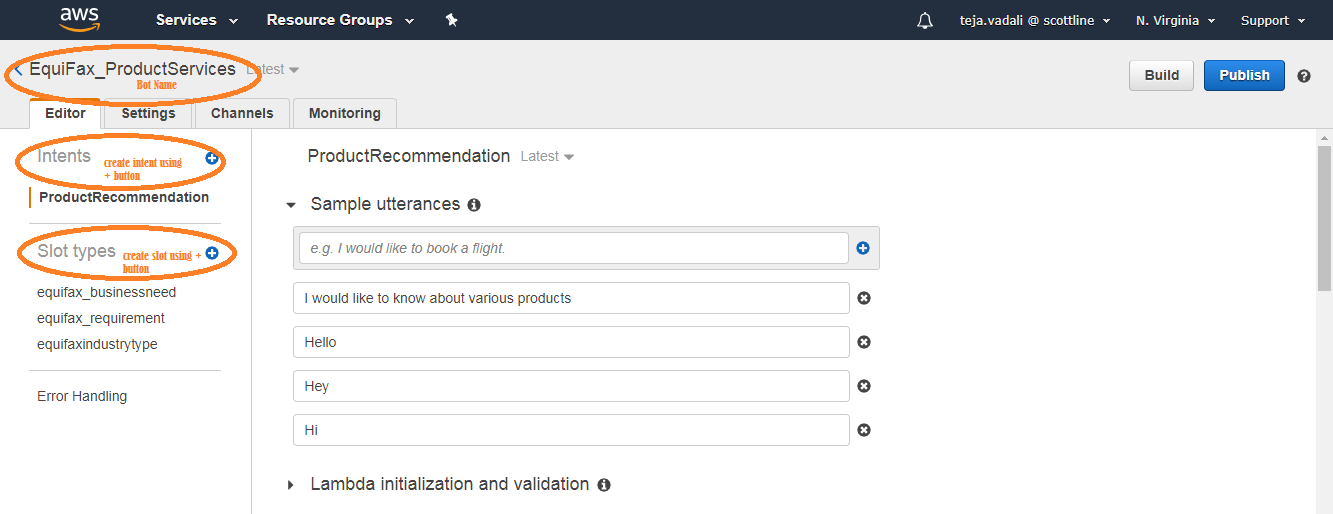 aws Services Resource Groups teja.vadali @ scottline N. Virginia Support
EquiFax_ProductServices Latest
Bot Name
Build Publish ?
Editor Settings Channels Monitoring
Intents
create intent using
+ button
ProductRecommendation
Slot types
create slot using +
button
equifax_businessneed
equifax_requirement
equifaxindustrytype
Error Handling
ProductRecommendation Latest
Sample utterances
e.g. I would like to book a flight.
I would like to know about various products
Hello
Hey
Hi
Lambda initialization and validation